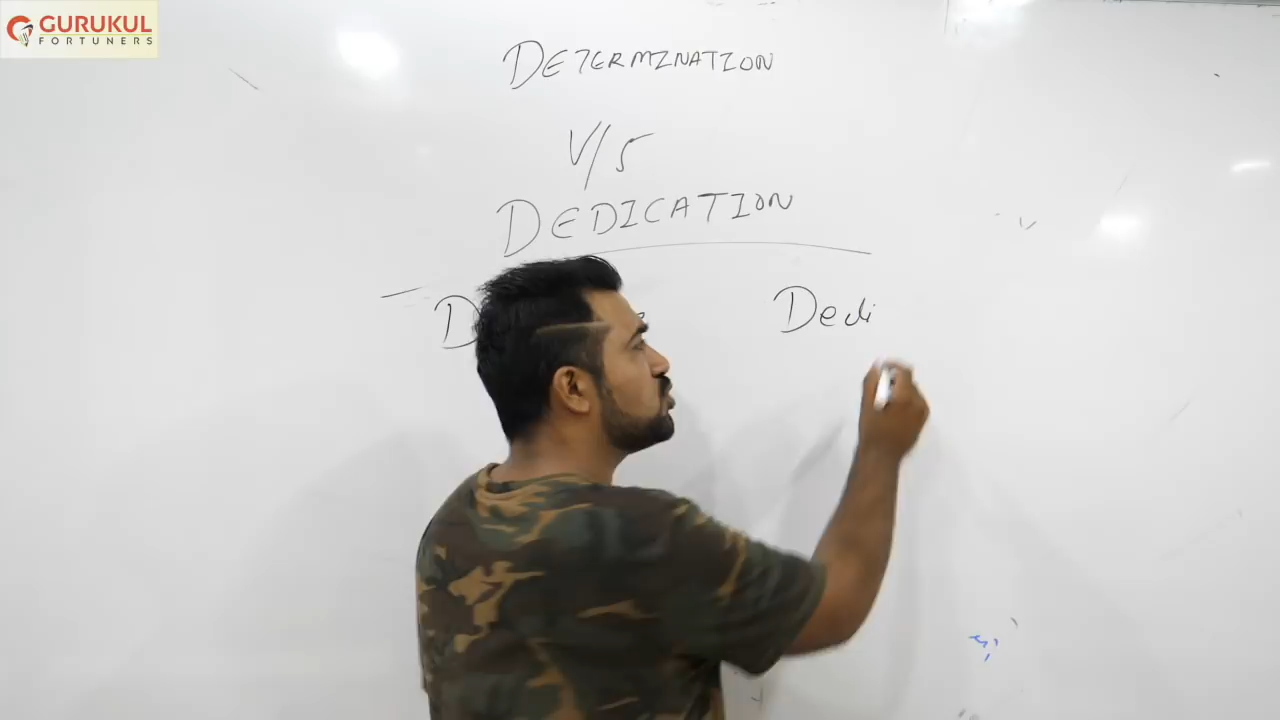 GURUKUL
FORTUNERS
DETERMINATION
V/S
DEDICATION
Dedi